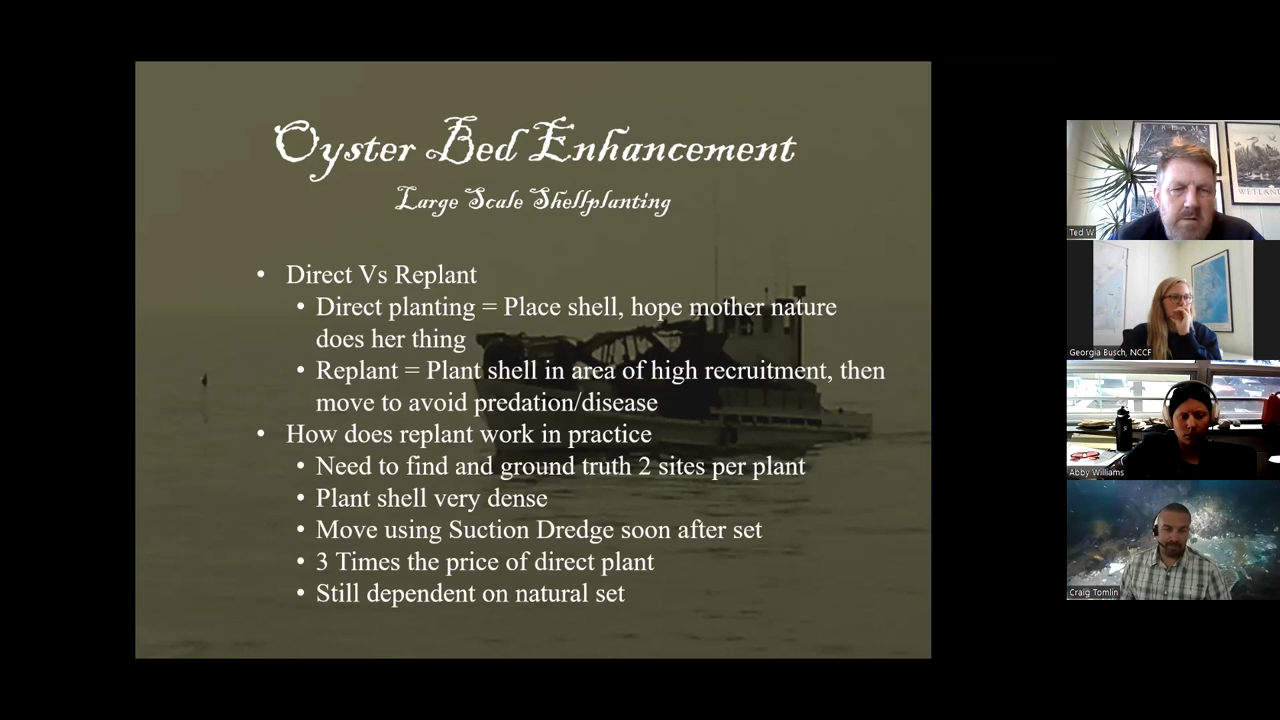 Oyster Bed Enhancement
Large Scale Shellplanting
• Direct Vs Replant
• Direct planting = Place shell, hope mother nature
does her thing
• Replant = Plant shell in area of high recruitment, then
move to avoid predation/disease
• How does replant work in practice
• Need to find and ground truth 2 sites per plant
• Plant shell very dense
• Move using Suction Dredge soon after set
• 3 Times the price of direct plant
• Still dependent on natural set
Ted W
Georgia Busch, NCCF
Abby Williams
Craig Tomlin